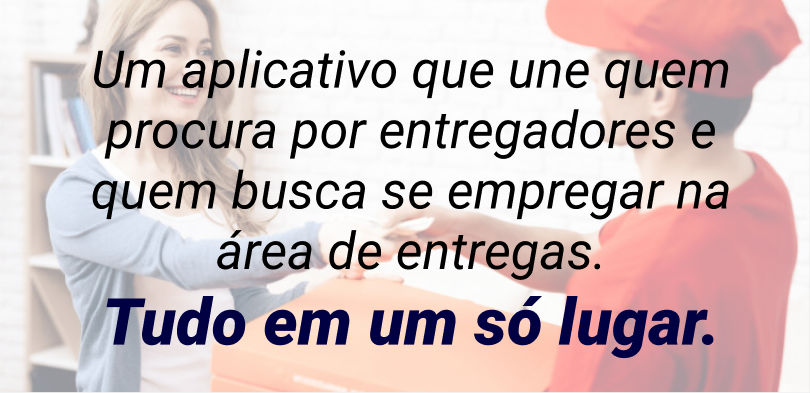 Um aplicativo que une quem
procura por entregadores e
quem busca se empregar na
área de entregas.
Tudo em um só lugar.